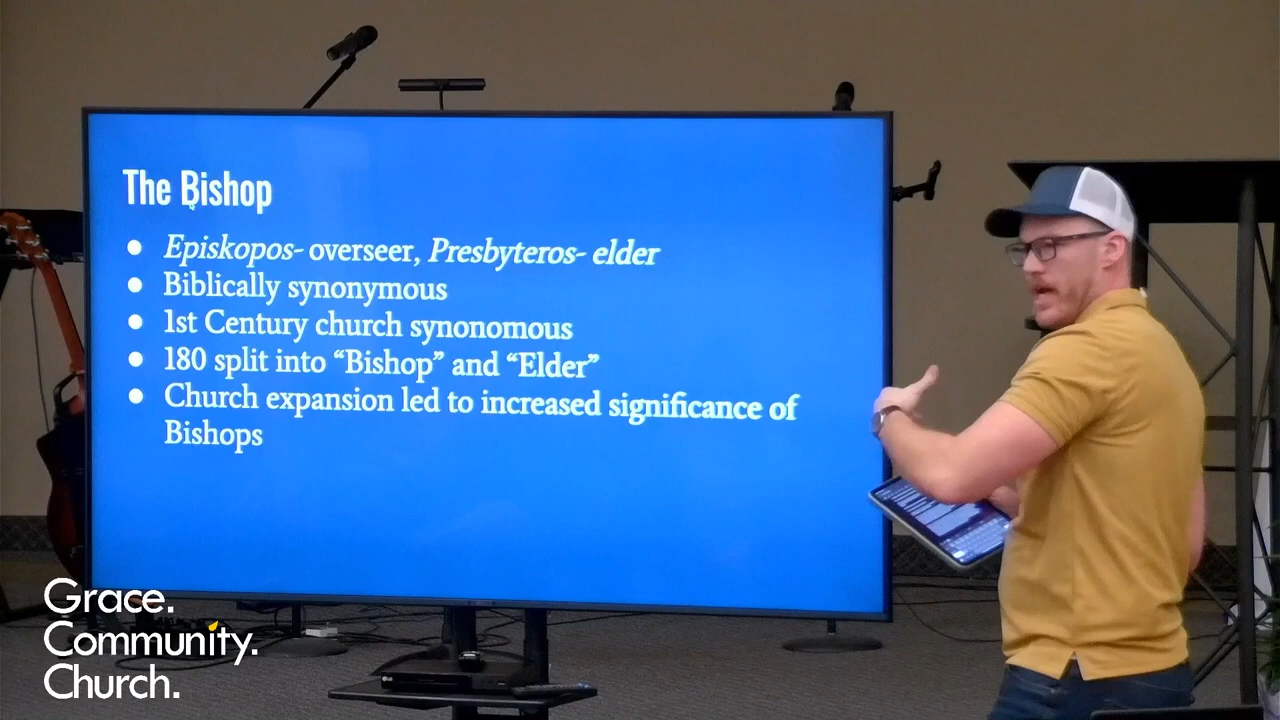 The Bishop
Episkopos- overseer, Presbyteros- elder
Biblically synonymous
1st Century church synonomous
180 split into “Bishop” and “Elder”
Church expansion led to increased significance of
Bishops
Grace.
Community.
Church.